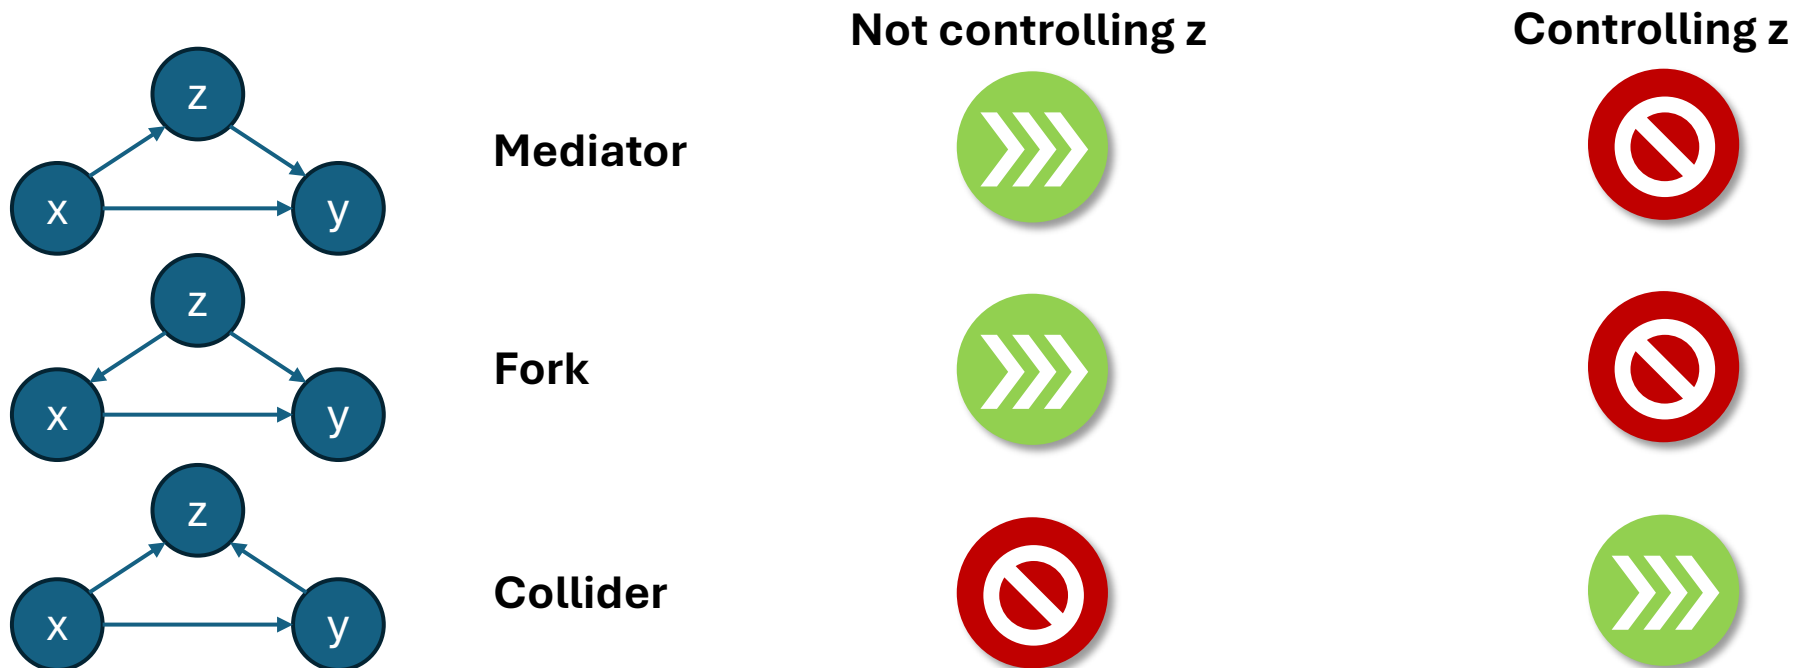 Not controlling z Controlling z
z
Mediator
x y
z
Fork
x y
z
Collider
x y